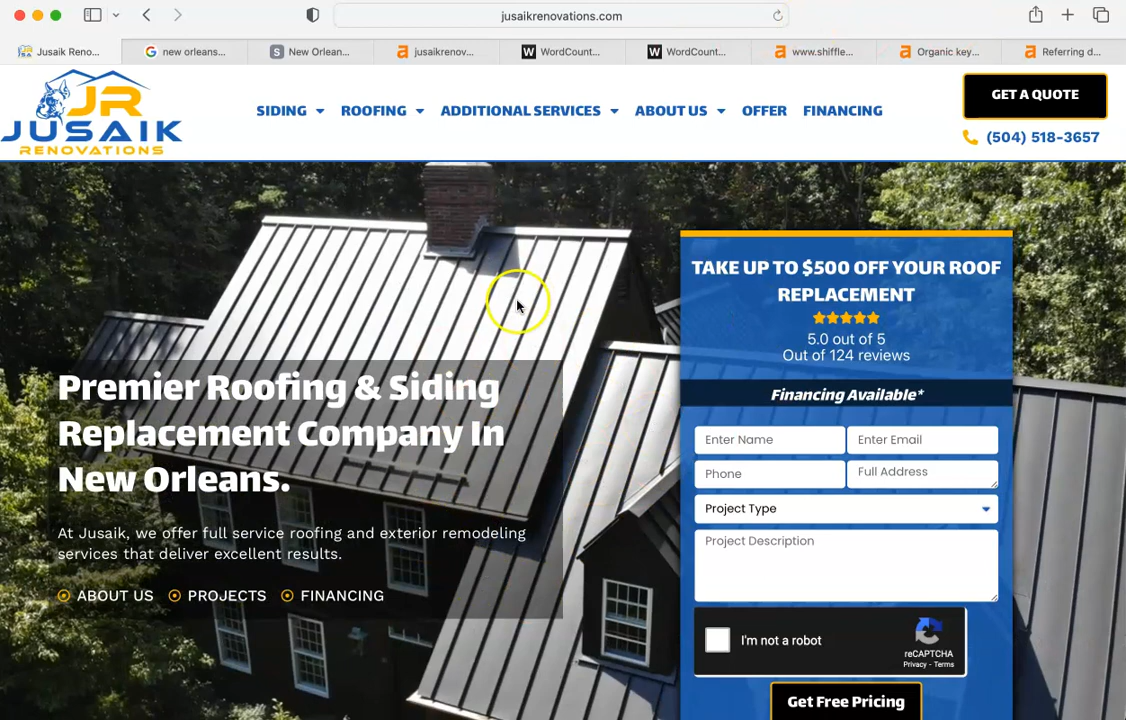 jusaikrenovations.com
Jusaik Reno...
new orleans...
New Orlean...
jusaikrenov...
WordCount...
WordCount...
www.shiffle...
Organic key...
Referring d...
JR
JUSAIK
RENOVATIONS
SIDING
ROOFING
ADDITIONAL SERVICES
ABOUT US
OFFER
FINANCING
GET A QUOTE
(504) 518-3657
Premier Roofing & Siding
Replacement Company In
New Orleans.
At Jusaik, we offer full service roofing and exterior remodeling
services that deliver excellent results.
ABOUT US
PROJECTS
FINANCING
TAKE UP TO $500 OFF YOUR ROOF
REPLACEMENT
5.0 out of 5
Out of 124 reviews
Financing Available*
Enter Name
Enter Email
Phone
Full Address
Project Type
Project Description
I'm not a robot
reCAPTCHA
Privacy - Terms
Get Free Pricing